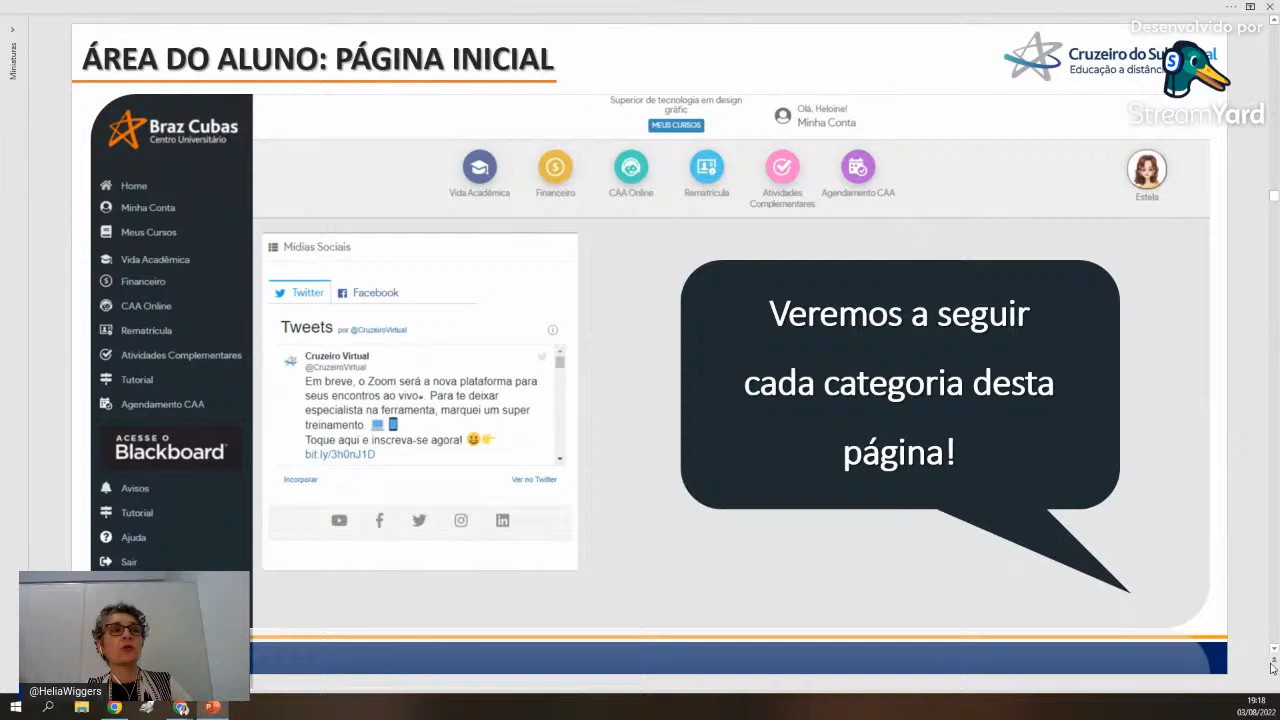 Miniaturas
ÁREA DO ALUNO: PÁGINA INICIAL
Desenvolvido por
Cruzeiro do Sul
Educação a distância
StreamYard
Braz Cubas
Centro Universitário
Superior de tecnologia em design
gráfic
MEUS CURSOS
Olá, Heloine!
Minha Conta
Vida Acadêmica
Financeiro
CAA Online
Rematrícula
Atividades
Complementares
Agendamento CAA
Estela
Home
Minha Conta
Meus Cursos
Vida Acadêmica
Financeiro
CAA Online
Rematrícula
Atividades Complementares
Tutorial
Agendamento CAA
ACESSE O
Blackboard
Avisos
Tutorial
Ajuda
Sair
Mídias Sociais
Twitter
Facebook
Tweets por @CruzeiroVirtual
Cruzeiro Virtual
@CruzeiroVirtual
Em breve, o Zoom será a nova plataforma para
seus encontros ao vivo. Para te deixar
especialista na ferramenta, marquei um super
treinamento.
Toque aqui e inscreva-se agora!
bit.ly/3h0nJ1D
Incorporar
Ver no Twitter
Veremos a seguir
cada categoria desta
página!
@HeliaWiggers
19:18
03/08/2022